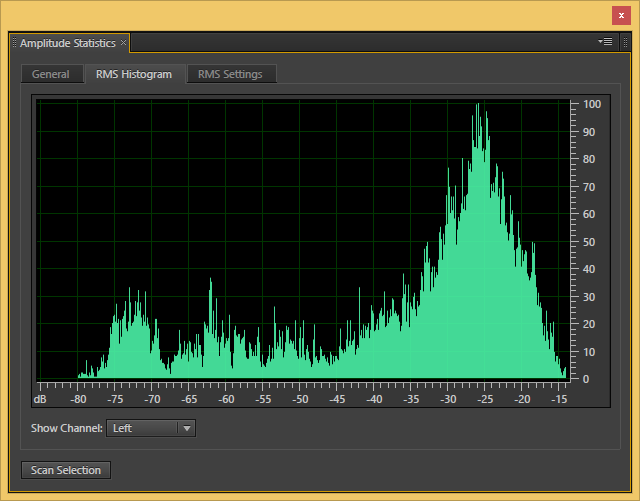 x
Amplitude Statistics ×
General RMS Histogram RMS Settings
100
90
80
70
60
50
40
30
20
10
0
dB -80 -75 -70 -65 -60 -55 -50 -45 -40 -35 -30 -25 -20 -15
Show Channel: Left
Scan Selection